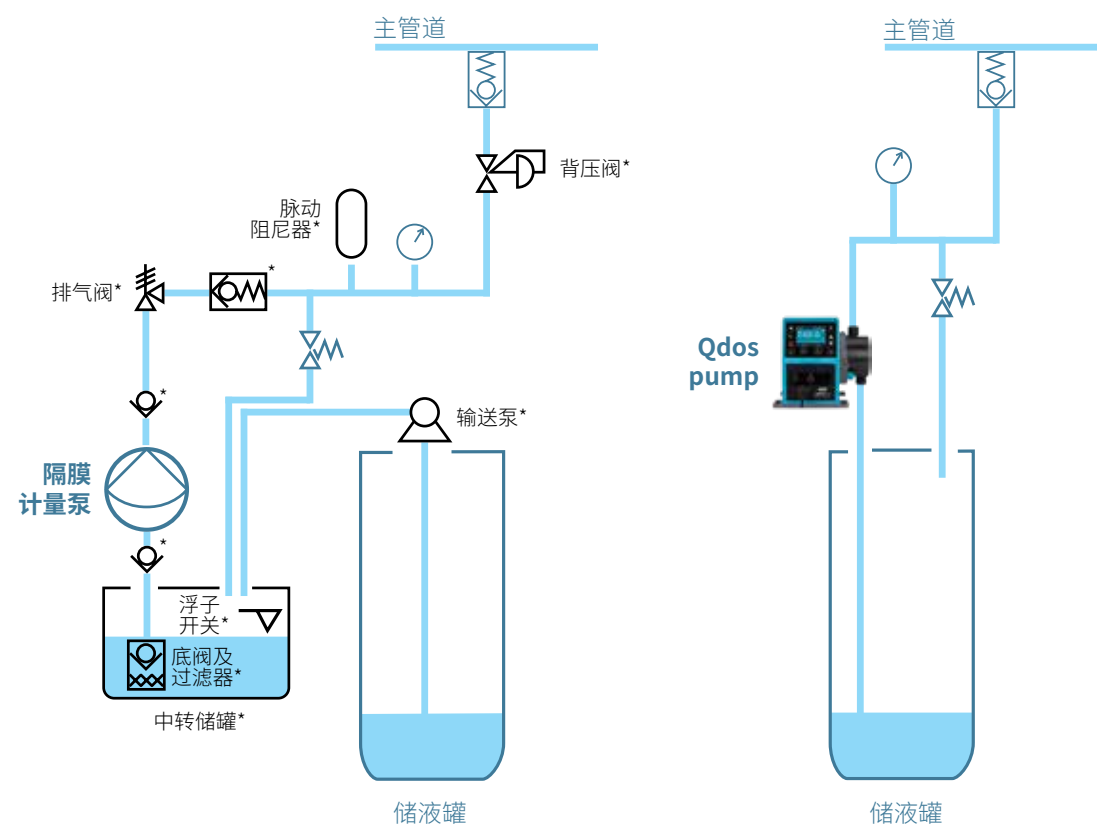 主管道
背压阀*
脉动
阻尼器*
*
排气阀*
*
输送泵*
隔膜
计量泵
*
浮子
开关*
底阀及
过滤器*
中转储罐*
储液罐
主管道
Qdos
pump
储液罐